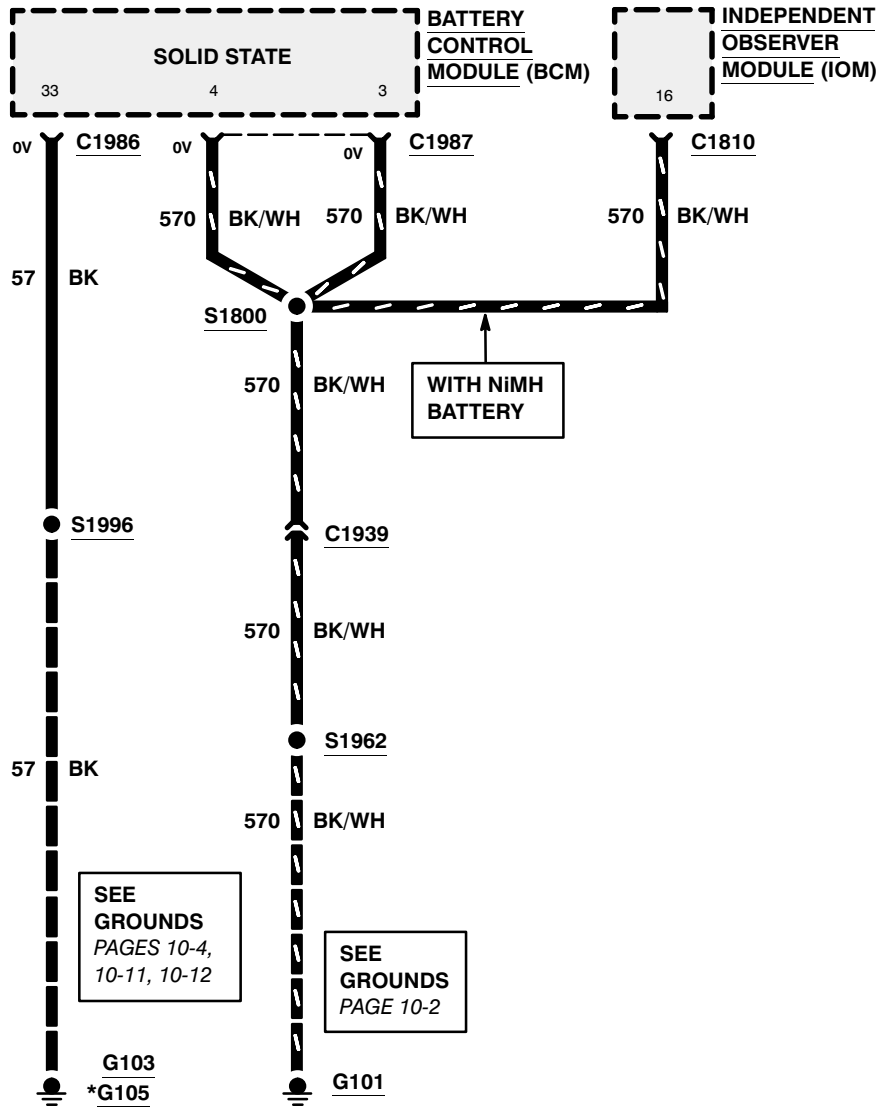 BATTERY
CONTROL
MODULE (BCM)
INDEPENDENT
OBSERVER
MODULE (IOM)
SOLID STATE
33
4
3
16
0V
C1986
0V
0V
C1987
C1810
570
BK/WH
570
BK/WH
570
BK/WH
57
BK
S1800
570
BK/WH
WITH NiMH
BATTERY
S1996
C1939
570
BK/WH
S1962
57
BK
570
BK/WH
SEE
GROUNDS
PAGES 10-4,
10-11, 10-12
SEE
GROUNDS
PAGE 10-2
G103
*G105
G101